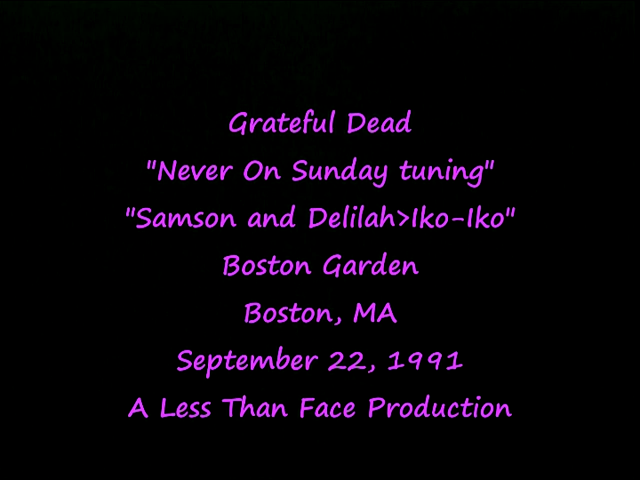 Grateful Dead
"Never On Sunday tuning"
"Samson and Delilah>Iko-Iko"
Boston Garden
Boston, MA
September 22, 1991
A Less Than Face Production